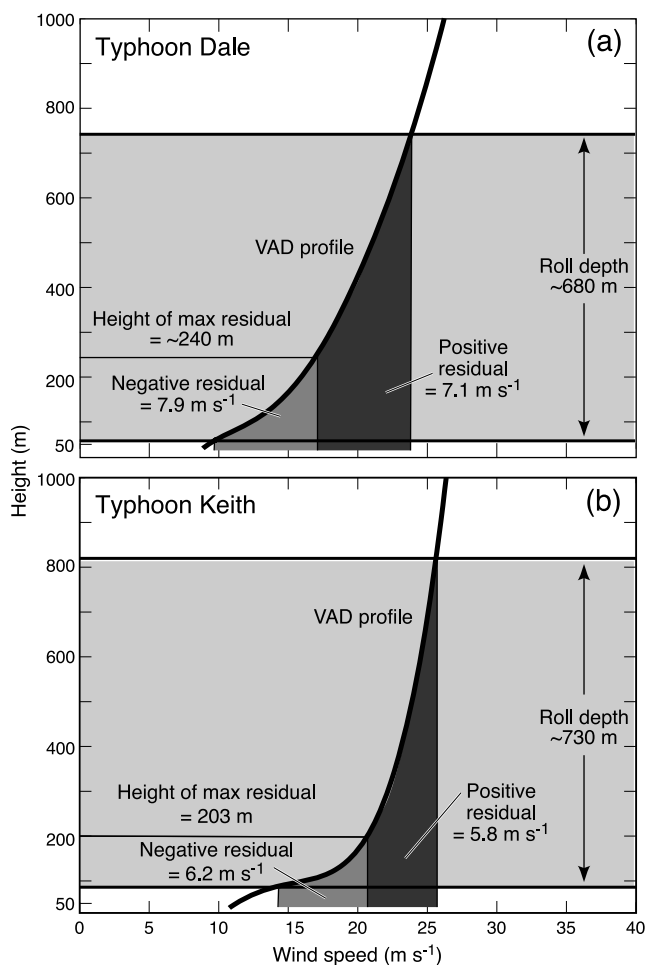 Typhoon Dale
(a)
1000
800
600
400
200
50
VAD profile
Roll depth
~680 m
Height of max residual
= ~240 m
Negative residual
= 7.9 m s-1
Positive
residual
= 7.1 m s-1
Height (m)
Typhoon Keith
(b)
1000
800
600
400
200
50
VAD profile
Roll depth
~730 m
Height of max residual
= 203 m
Negative residual
= 6.2 m s-1
Positive
residual
= 5.8 m s-1
0 5 10 15 20 25 30 35 40
Wind speed (m s-1)